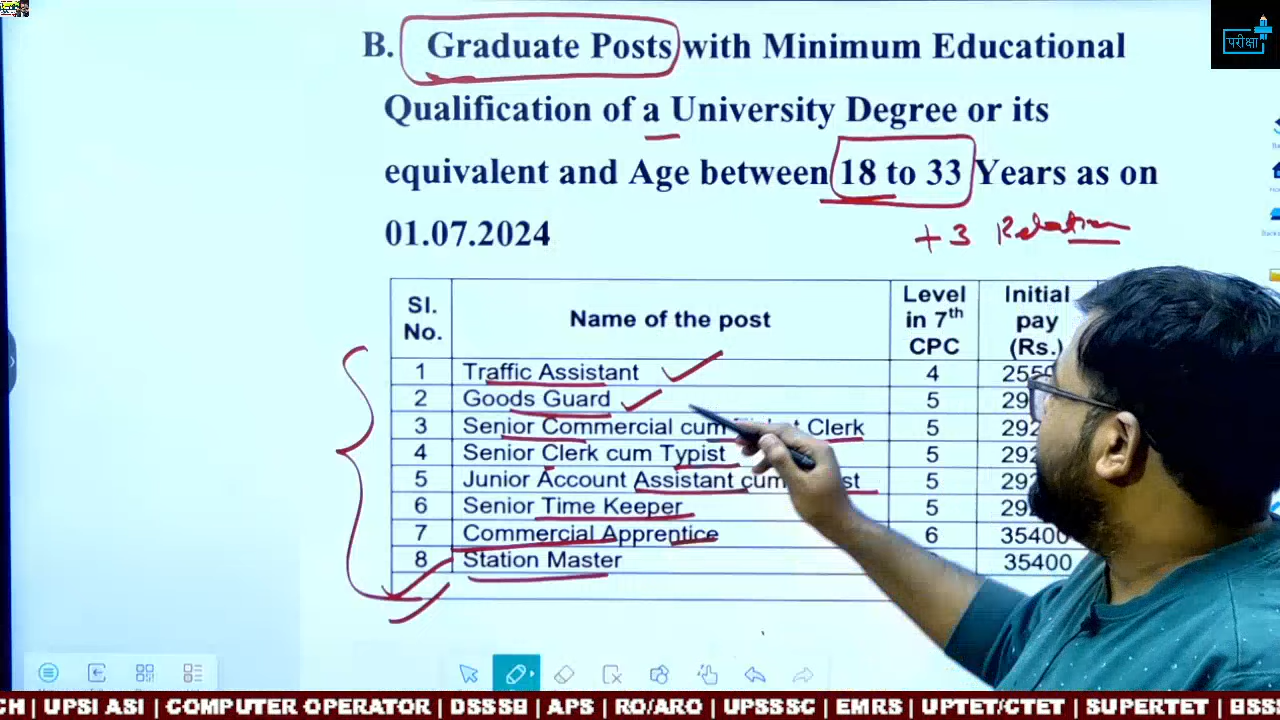 परीक्षा
B. Graduate Posts with Minimum Educational
Qualification of a University Degree or its
equivalent and Age between 18 to 33 Years as on
01.07.2024
+3 Relation
Sl. No. Name of the post Level in 7th CPC Initial pay (Rs.)
1 Traffic Assistant 4
2 Goods Guard 5
3 Senior Commercial cum Clerk 5
4 Senior Clerk cum Typist 5
5 Junior Account Assistant cum 5
6 Senior Time Keeper 5
7 Commercial Apprentice 6 35400
8 Station Master 35400
| UPSI ASI | COMPUTER OPERATOR | DSSSB | APS | RO/ARO | UPSSSC | EMRS | UPTET/CTET | SUPERTET |